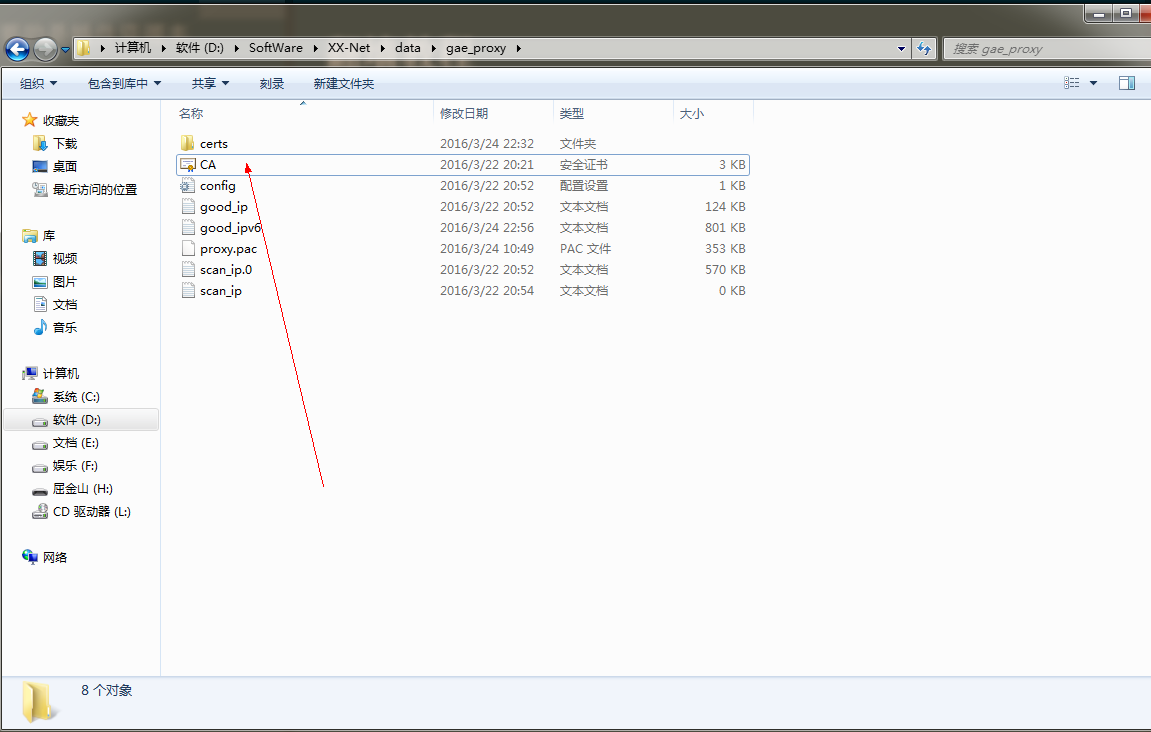 计算机 软件 (D:) SoftWare XX-Net data gae_proxy 搜索 gae_proxy
组织 包含到库中 共享 刻录 新建文件夹
名称 修改日期 类型 大小
certs 2016/3/24 22:32 文件夹
CA 2016/3/22 20:21 安全证书 3 KB
config 2016/3/22 20:52 配置设置 1 KB
good_ip 2016/3/22 20:52 文本文档 124 KB
good_ipv6 2016/3/24 22:56 文本文档 801 KB
proxy.pac 2016/3/24 10:49 PAC 文件 353 KB
scan_ip.0 2016/3/22 20:52 文本文档 570 KB
scan_ip 2016/3/22 20:54 文本文档 0 KB
收藏夹
下载
桌面
最近访问的位置
库
视频
图片
文档
音乐
计算机
系统 (C:)
软件 (D:)
文档 (E:)
娱乐 (F:)
屈金山 (H:)
CD 驱动器 (L:)
网络
8 个对象